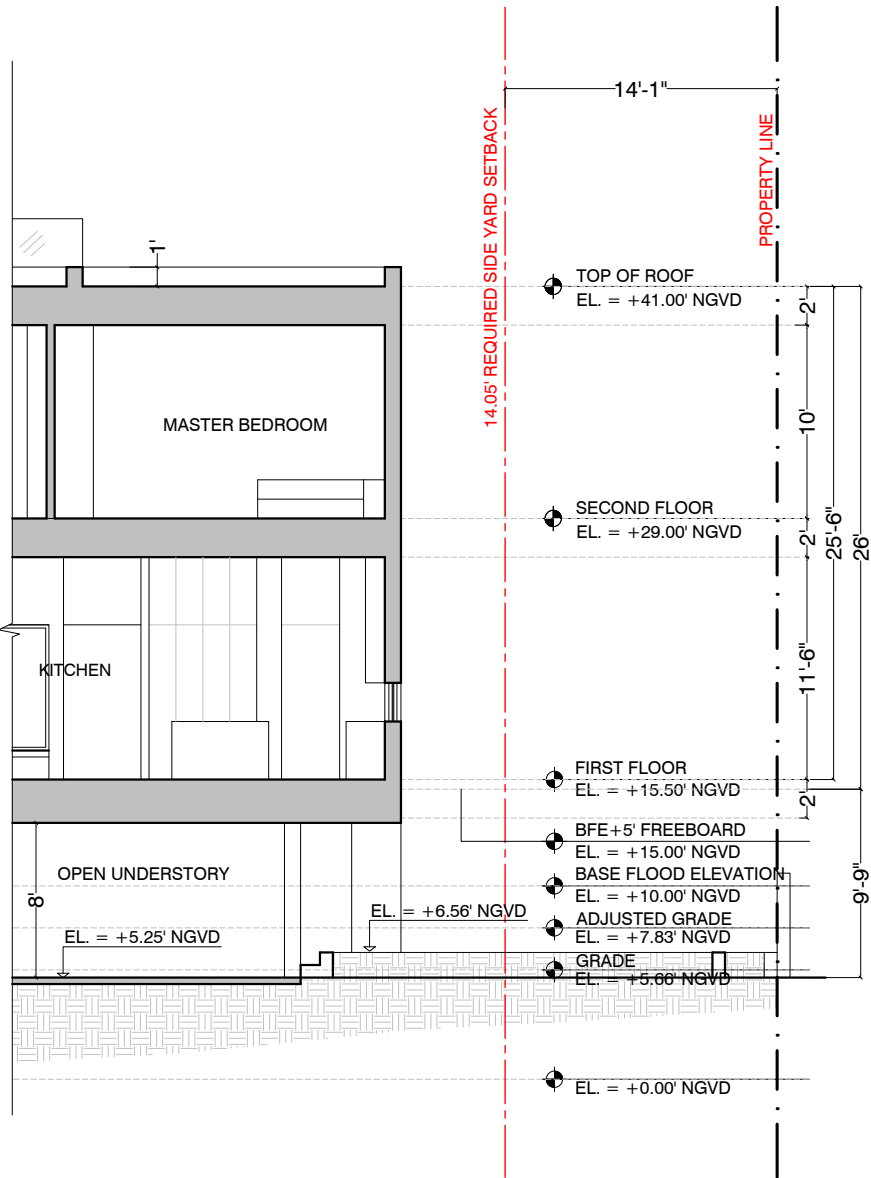 14'-1"
14.05' REQUIRED SIDE YARD SETBACK
PROPERTY LINE
1'
TOP OF ROOF
EL. = +41.00' NGVD
2'
MASTER BEDROOM
10'
SECOND FLOOR
EL. = +29.00' NGVD
2'
25'-6"
26'
KITCHEN
11'-6"
FIRST FLOOR
EL. = +15.50' NGVD
2'
BFE+5' FREEBOARD
EL. = +15.00' NGVD
OPEN UNDERSTORY
BASE FLOOD ELEVATION
EL. = +10.00' NGVD
8'
9'-9"
EL. = +6.56' NGVD
ADJUSTED GRADE
EL. = +7.83' NGVD
EL. = +5.25' NGVD
GRADE
EL. = +5.66' NGVD
EL. = +0.00' NGVD